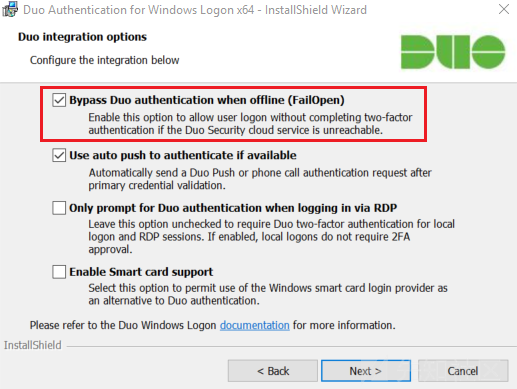 Duo Authentication for Windows Logon x64 - InstallShield Wizard
Duo integration options
Configure the integration below
DUO
Bypass Duo authentication when offline (FailOpen)
Enable this option to allow user logon without completing two-factor
authentication if the Duo Security cloud service is unreachable.
Use auto push to authenticate if available
Automatically send a Duo Push or phone call authentication request after
primary credential validation.
Only prompt for Duo authentication when logging in via RDP
Leave this option unchecked to require Duo two-factor authentication for local
logon and RDP sessions. If enabled, local logons do not require 2FA
approval.
Enable Smart card support
Select this option to permit use of the Windows smart card login provider as
an alternative to Duo authentication.
Please refer to the Duo Windows Logon documentation for more information.
InstallShield
< Back
Next >
Cancel